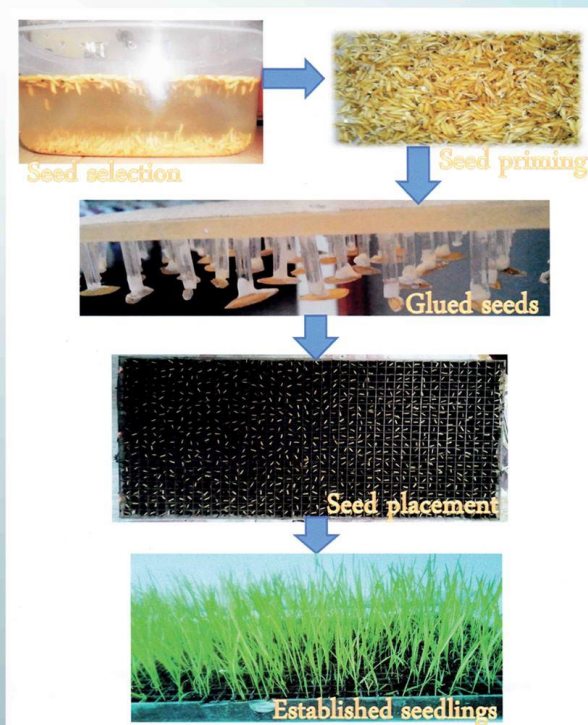 Seed selection
Seed priming
Glued seeds
Seed placement
Established seedlings